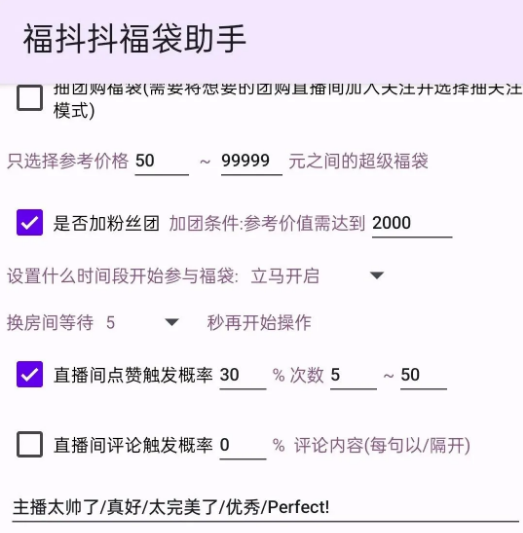 福抖抖福袋助手
抽团购福袋(需要将想要的团购直播间加入关注并选择抽关注
模式)
只选择参考价格 50 ~ 99999 元之间的超级福袋
是否加粉丝团 加团条件:参考价值需达到 2000
设置什么时间段开始参与福袋: 立马开启
换房间等待 5 秒再开始操作
直播间点赞触发概率 30 % 次数 5 ~ 50
直播间评论触发概率 0 % 评论内容(每句以/隔开)
主播太帅了/真好/太完美了/优秀/Perfect!